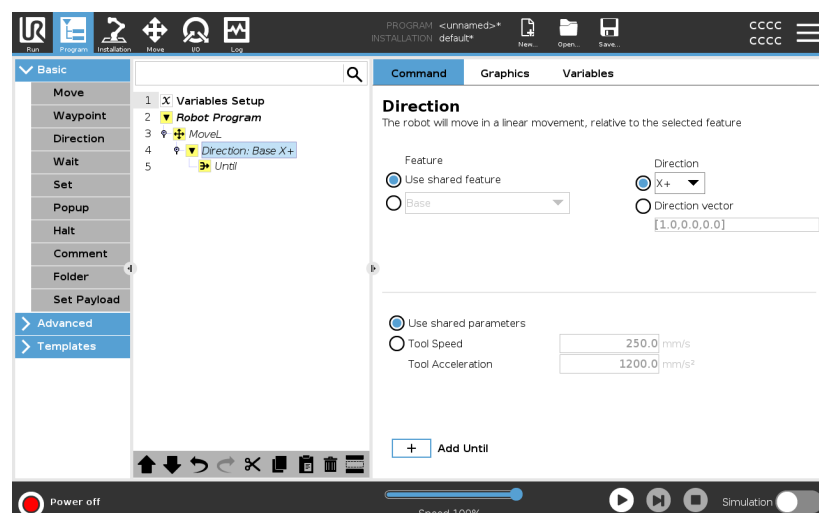 PROGRAM <unnamed>*
INSTALLATION default*
CCCC
CCCC
Run
Program
Installation
Move
I/O
Log
New...
Open...
Save...
Basic
Move
Waypoint
Direction
Wait
Set
Popup
Halt
Comment
Folder
Set Payload
Advanced
Templates
1 X Variables Setup
2 Robot Program
3 MoveL
4 Direction: Base X+
5 Until
Command Graphics Variables
Direction
The robot will move in a linear movement, relative to the selected feature
Feature
Use shared feature
Base
Direction
X+
Direction vector
[1.0,0.0,0.0]
Use shared parameters
Tool Speed 250.0 mm/s
Tool Acceleration 1200.0 mm/s²
+ Add Until
Power off
Speed 100%
Simulation